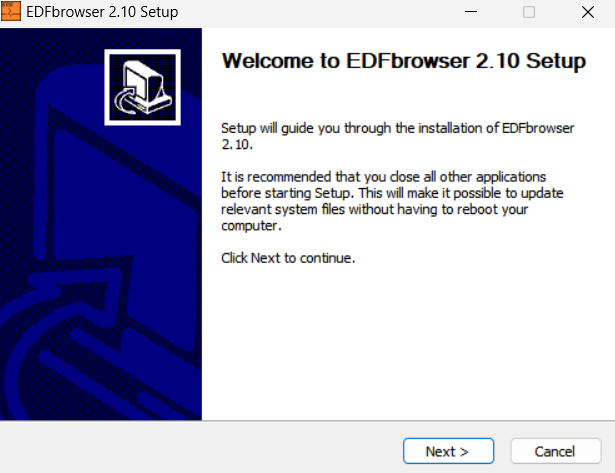 EDFbrowser 2.10 Setup
Welcome to EDFbrowser 2.10 Setup
Setup will guide you through the installation of EDFbrowser
2.10.
It is recommended that you close all other applications
before starting Setup. This will make it possible to update
relevant system files without having to reboot your
computer.
Click Next to continue.
Next >
Cancel